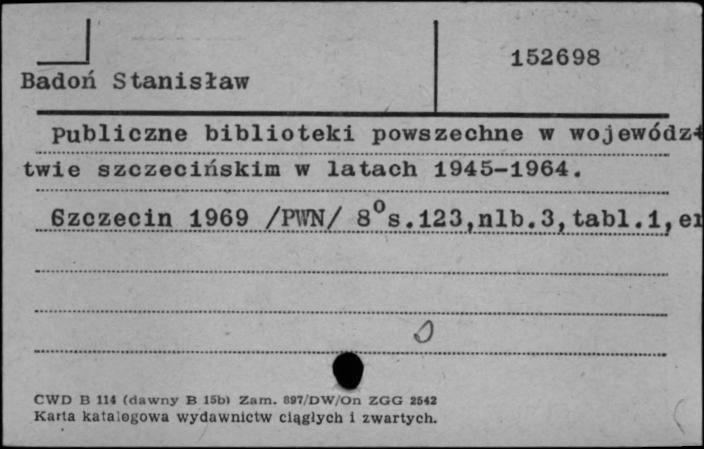 152698
Badoń Stanisław
Publiczne biblioteki powszechne w wojewódz-
twie szczecińskim w latach 1945-1964.
Szczecin 1969 /PWN/ 8° s.123,nlb.3,tabl.1,
CWD B 114 (dawny B 15b) Zam. 897/DW/On ZGG 2542
Karta katalogowa wydawnictw ciągłych i zwartych.